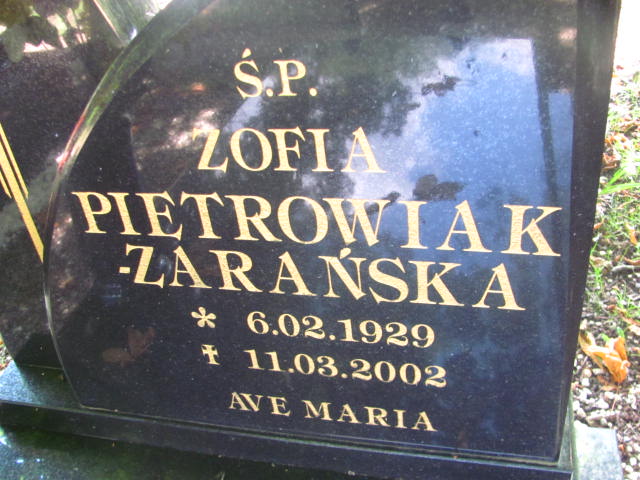 Ś.P.
ZOFIA
PIETROWIAK
-ZARAŃSKA
* 6.02.1929
✝ 11.03.2002
AVE MARIA